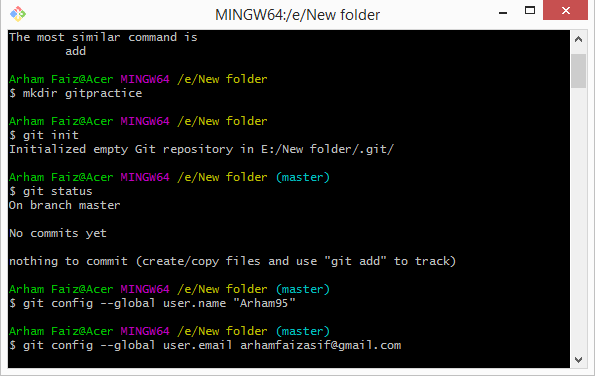 MINGW64:/e/New folder
The most similar command is
        add
Arham Faiz@Acer MINGW64 /e/New folder
$ mkdir gitpractice
Arham Faiz@Acer MINGW64 /e/New folder
$ git init
Initialized empty Git repository in E:/New folder/.git/
Arham Faiz@Acer MINGW64 /e/New folder (master)
$ git status
On branch master
No commits yet
nothing to commit (create/copy files and use "git add" to track)
Arham Faiz@Acer MINGW64 /e/New folder (master)
$ git config --global user.name "Arham95"
Arham Faiz@Acer MINGW64 /e/New folder (master)
$ git config --global user.email arhamfaizasif@gmail.com